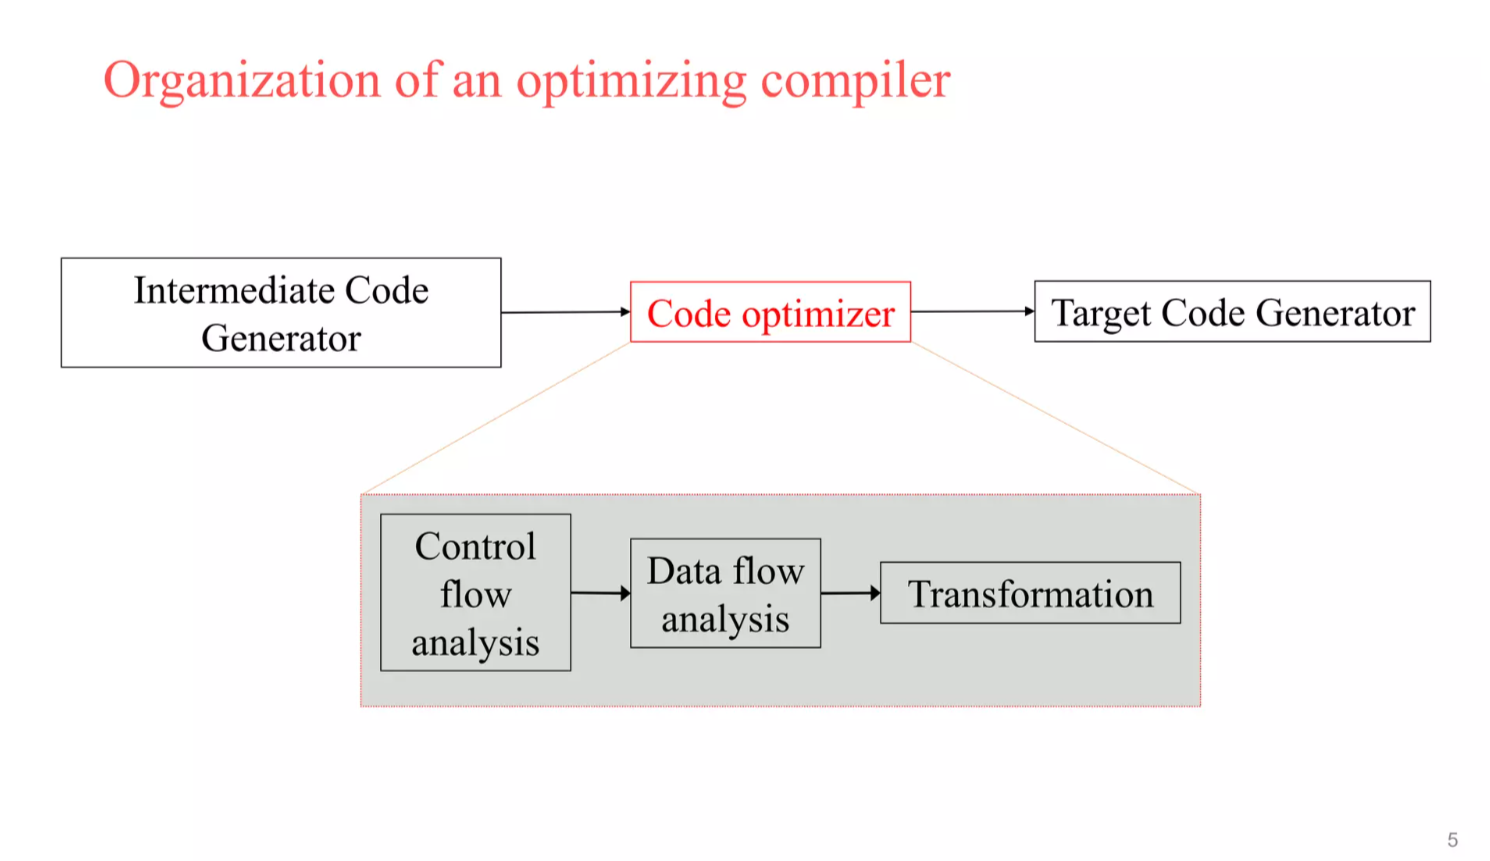 Organization of an optimizing compiler
Intermediate Code
Generator
Code optimizer
Target Code Generator
Control
flow
analysis
Data flow
analysis
Transformation
5